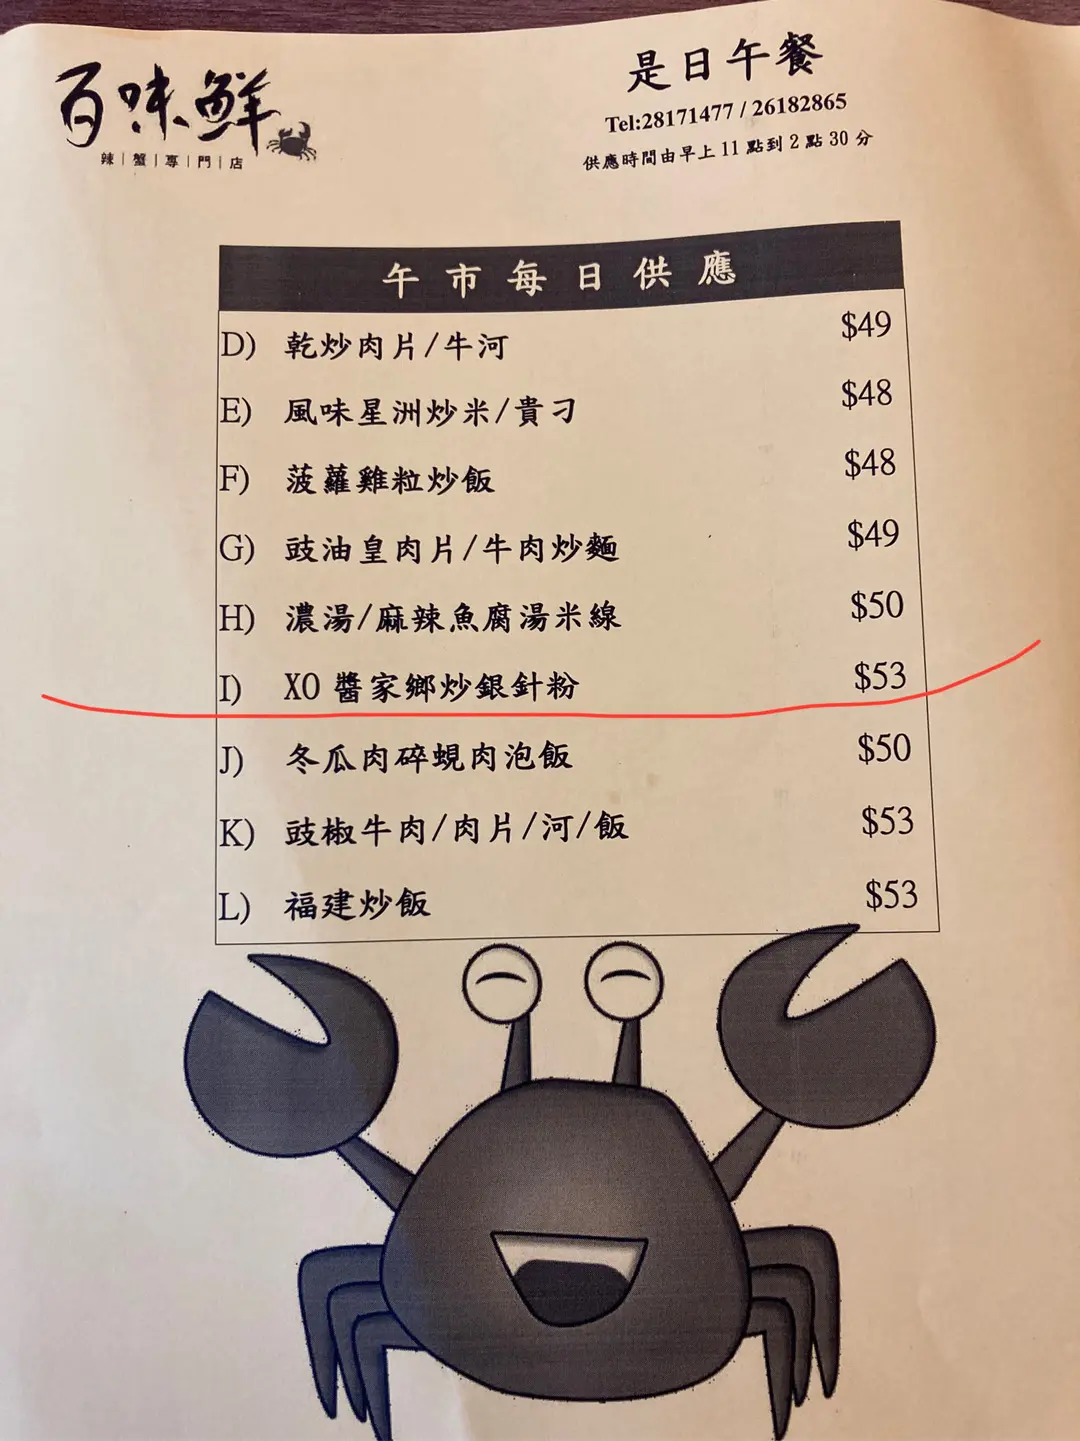 百味鮮
辣|蟹|專|門|店
是日午餐
Tel:28171477 / 26182865
供應時間由早上 11 點到 2 點 30 分
午市每日供應
D) 乾炒肉片/牛河 $49
E) 風味星洲炒米/貴刁 $48
F) 菠蘿雞粒炒飯 $48
G) 豉油皇肉片/牛肉炒麵 $49
H) 濃湯/麻辣魚腐湯米線 $50
I) XO 醬家鄉炒銀針粉 $53
J) 冬瓜肉碎蜆肉泡飯 $50
K) 豉椒牛肉/肉片/河/飯 $53
L) 福建炒飯 $53